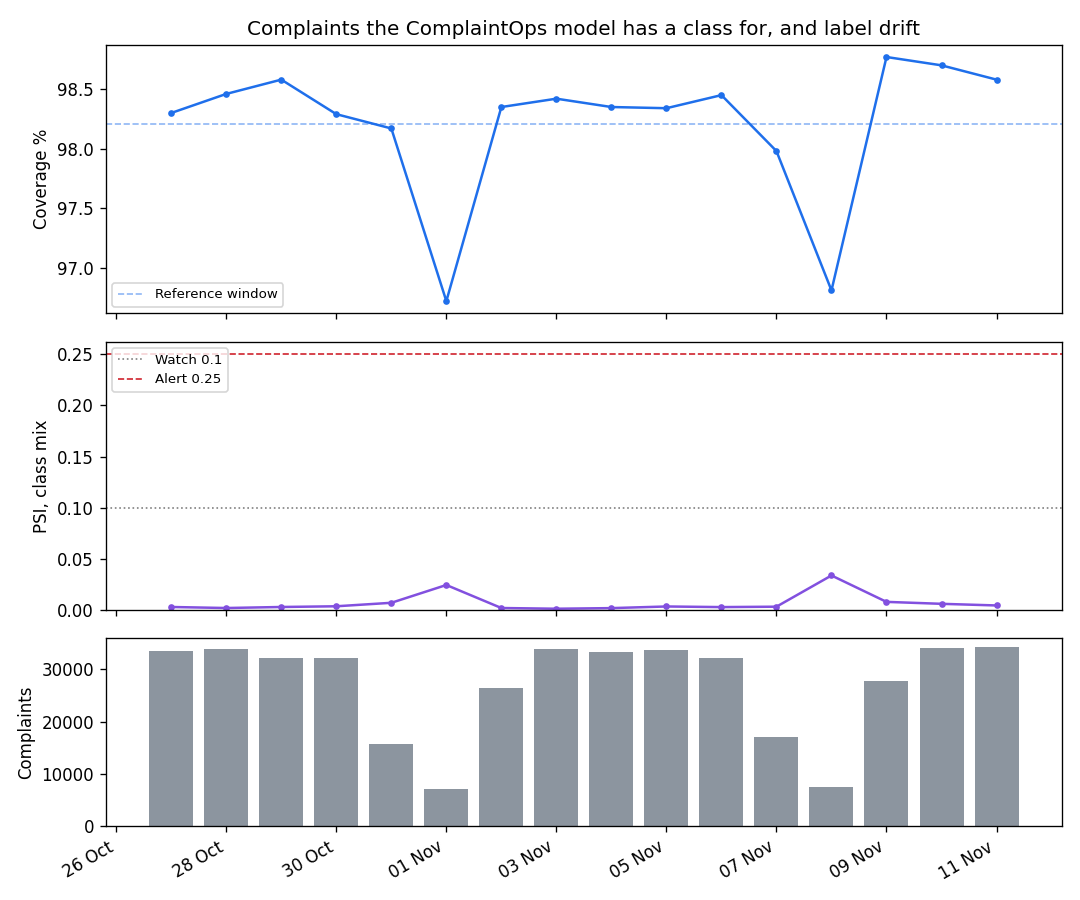 Complaints the ComplaintOps model has a class for, and label drift
Coverage %
98.5
98.0
97.5
97.0
Reference window
PSI, class mix
0.25
0.20
0.15
0.10
0.05
0.00
Watch 0.1
Alert 0.25
Complaints
30000
20000
10000
0
26 Oct
28 Oct
30 Oct
01 Nov
03 Nov
05 Nov
07 Nov
09 Nov
11 Nov